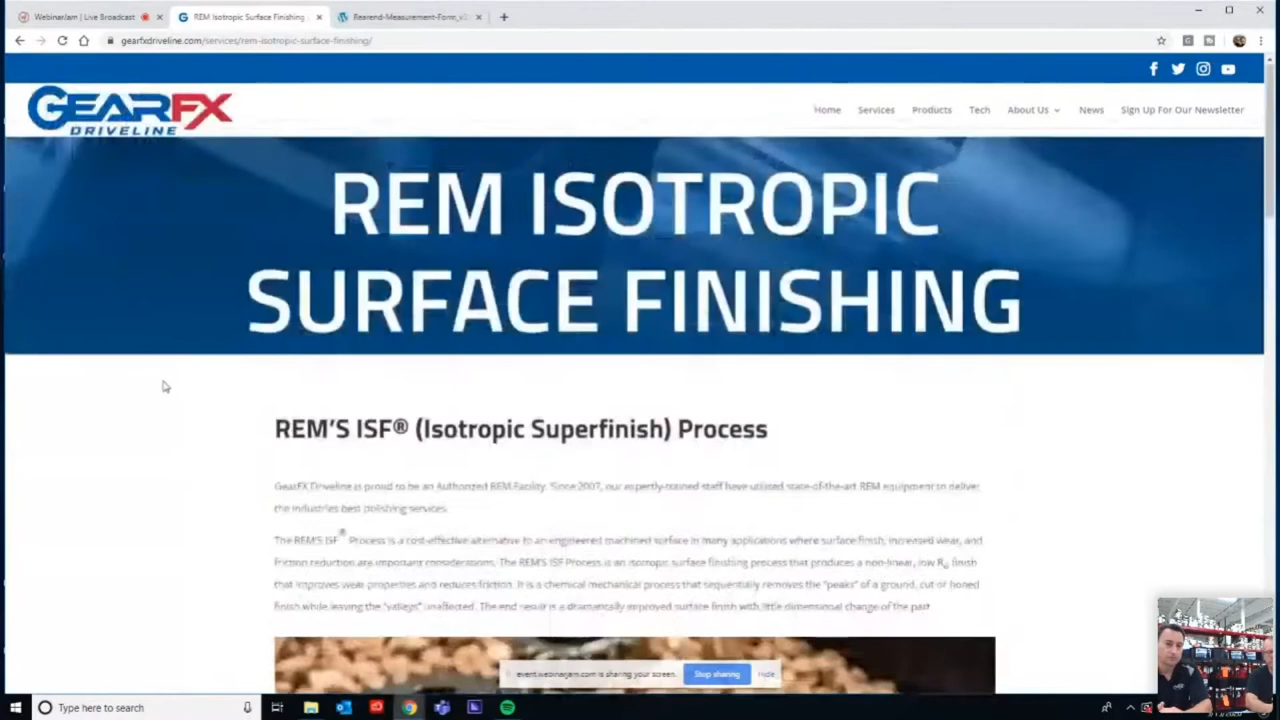 WebinarJam | Live Broadcast
REM Isotropic Surface Finishing
Rearend-Measurement-Form_v
gearfxdriveline.com/services/rem-isotropic-surface-finishing/
GEARFX
DRIVELINE
Home Services Products Tech About Us News Sign Up For Our Newsletter
REM ISOTROPIC
SURFACE FINISHING
REM'S ISF® (Isotropic Superfinish) Process
GearFX Driveline is proud to be an Authorized REM Facility. Since 2007, our expertly-trained staff have utilized state-of-the-art REM equipment to deliver
the industries best polishing services.
The REM'S ISF® Process is a cost-effective alternative to an engineered machined surface in many applications where surface finish, increased wear, and
Friction reduction are important considerations. The REM'S ISF Process is an isotropic surface finishing process that produces a non-linear, low Ra finish
that improves wear properties and reduces friction. It is a chemical mechanical process that sequentially removes the "peaks" of a ground, cut or honed
finish while leaving the "valleys" unaffected. The end result is a dramatically improved surface finish with little dimensional change of the part
event.webinarjam.com is sharing your screen. Stop sharing Hide
Type here to search